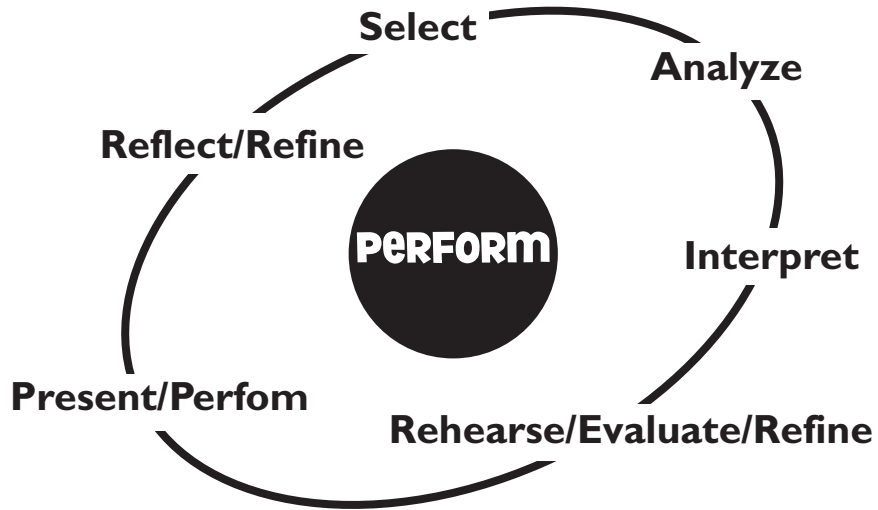 Select
Analyze
Reflect/Refine
PERFORM
Interpret
Present/Perfom
Rehearse/Evaluate/Refine